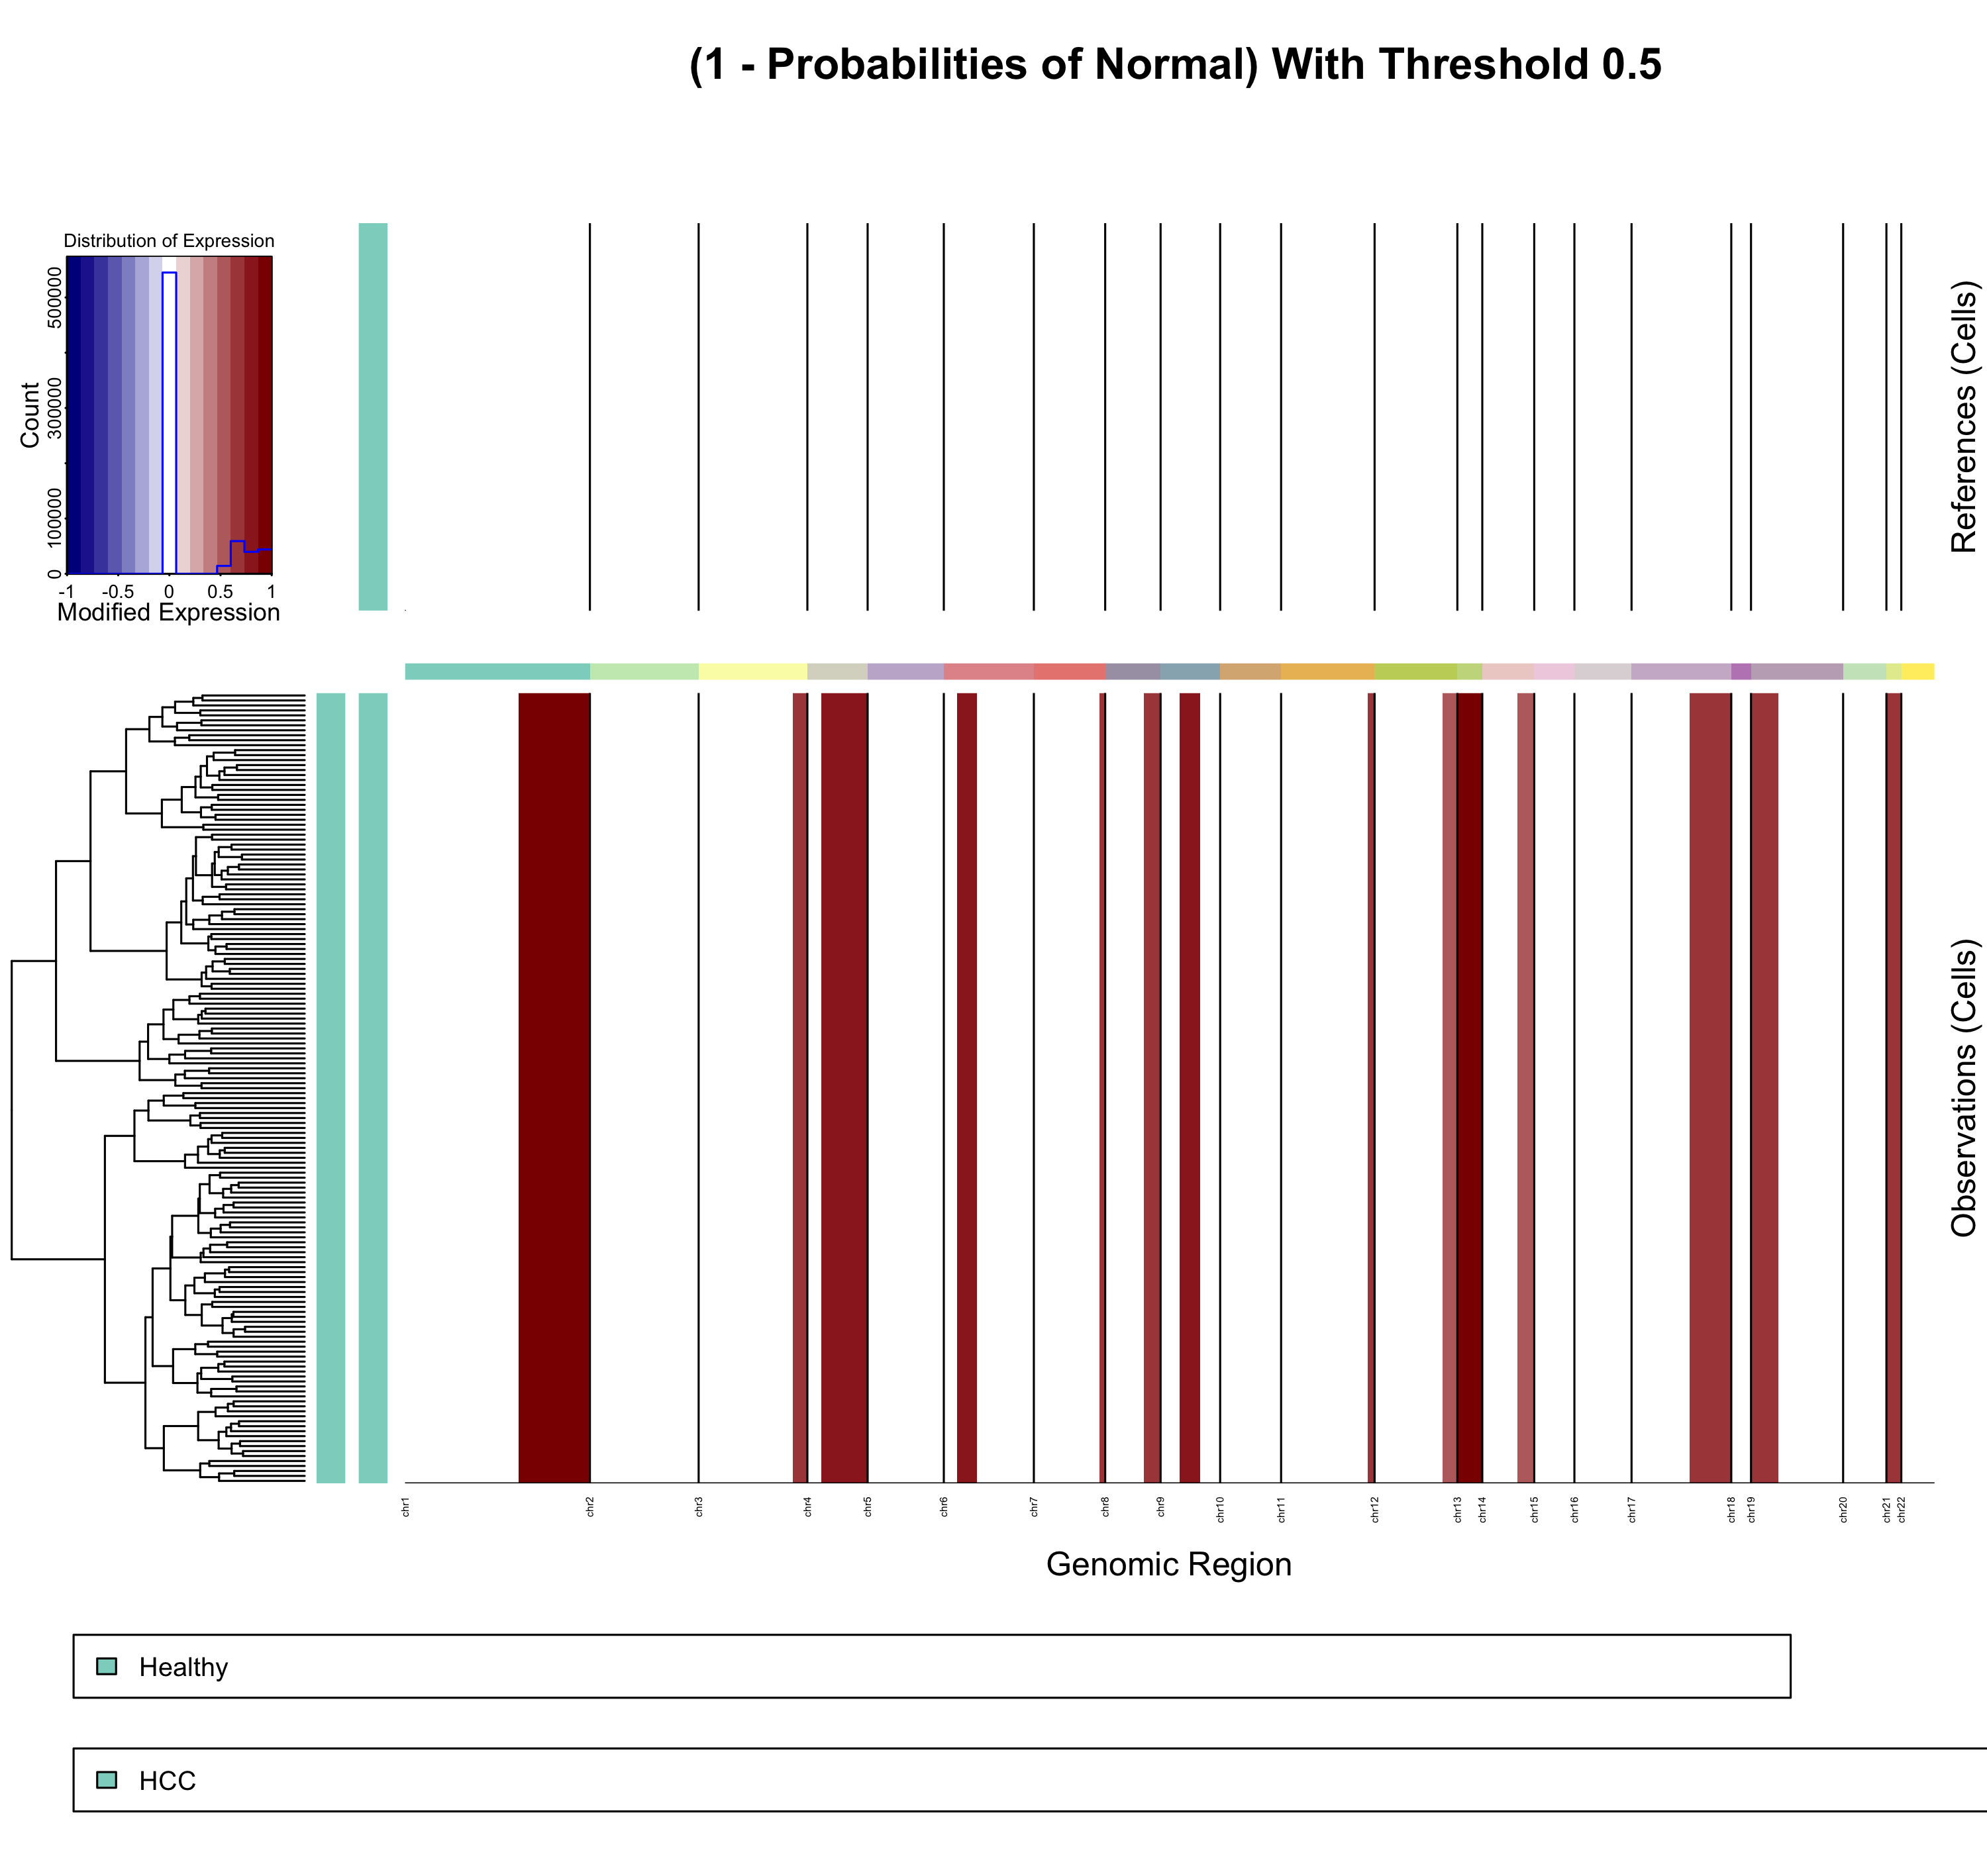 (1 - Probabilities of Normal) With Threshold 0.5
Distribution of Expression
Count
0 100000 300000 500000
-1 -0.5 0 0.5 1
Modified Expression
References (Cells)
Observations (Cells)
chr1 chr2 chr3 chr4 chr5 chr6 chr7 chr8 chr9 chr10 chr11 chr12 chr13 chr14 chr15 chr16 chr17 chr18 chr19 chr20 chr21 chr22
Genomic Region
Healthy
HCC